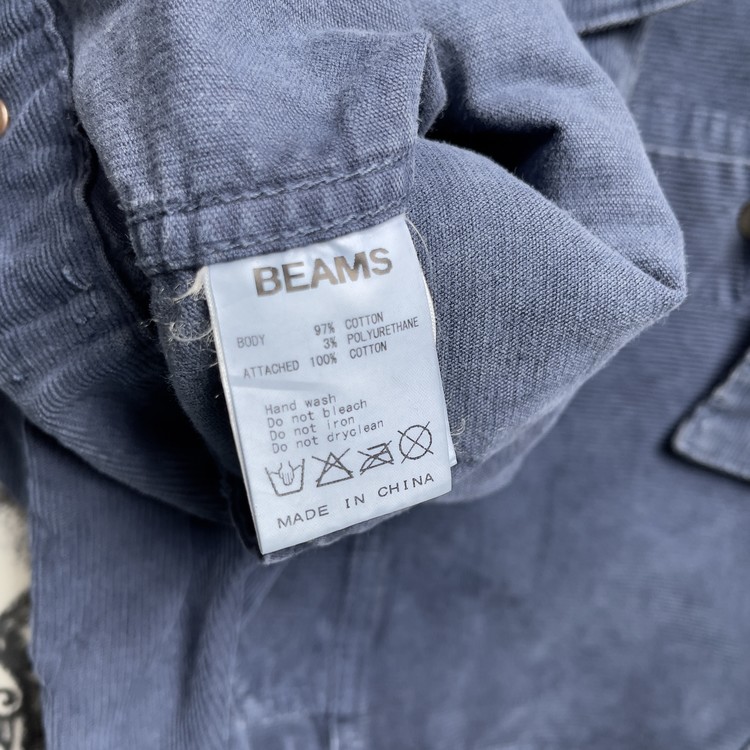 BEAMS
BODY 97% COTTON
3% POLYURETHANE
ATTACHED 100% COTTON
Hand wash
Do not bleach
Do not iron
Do not dryclean
MADE IN CHINA